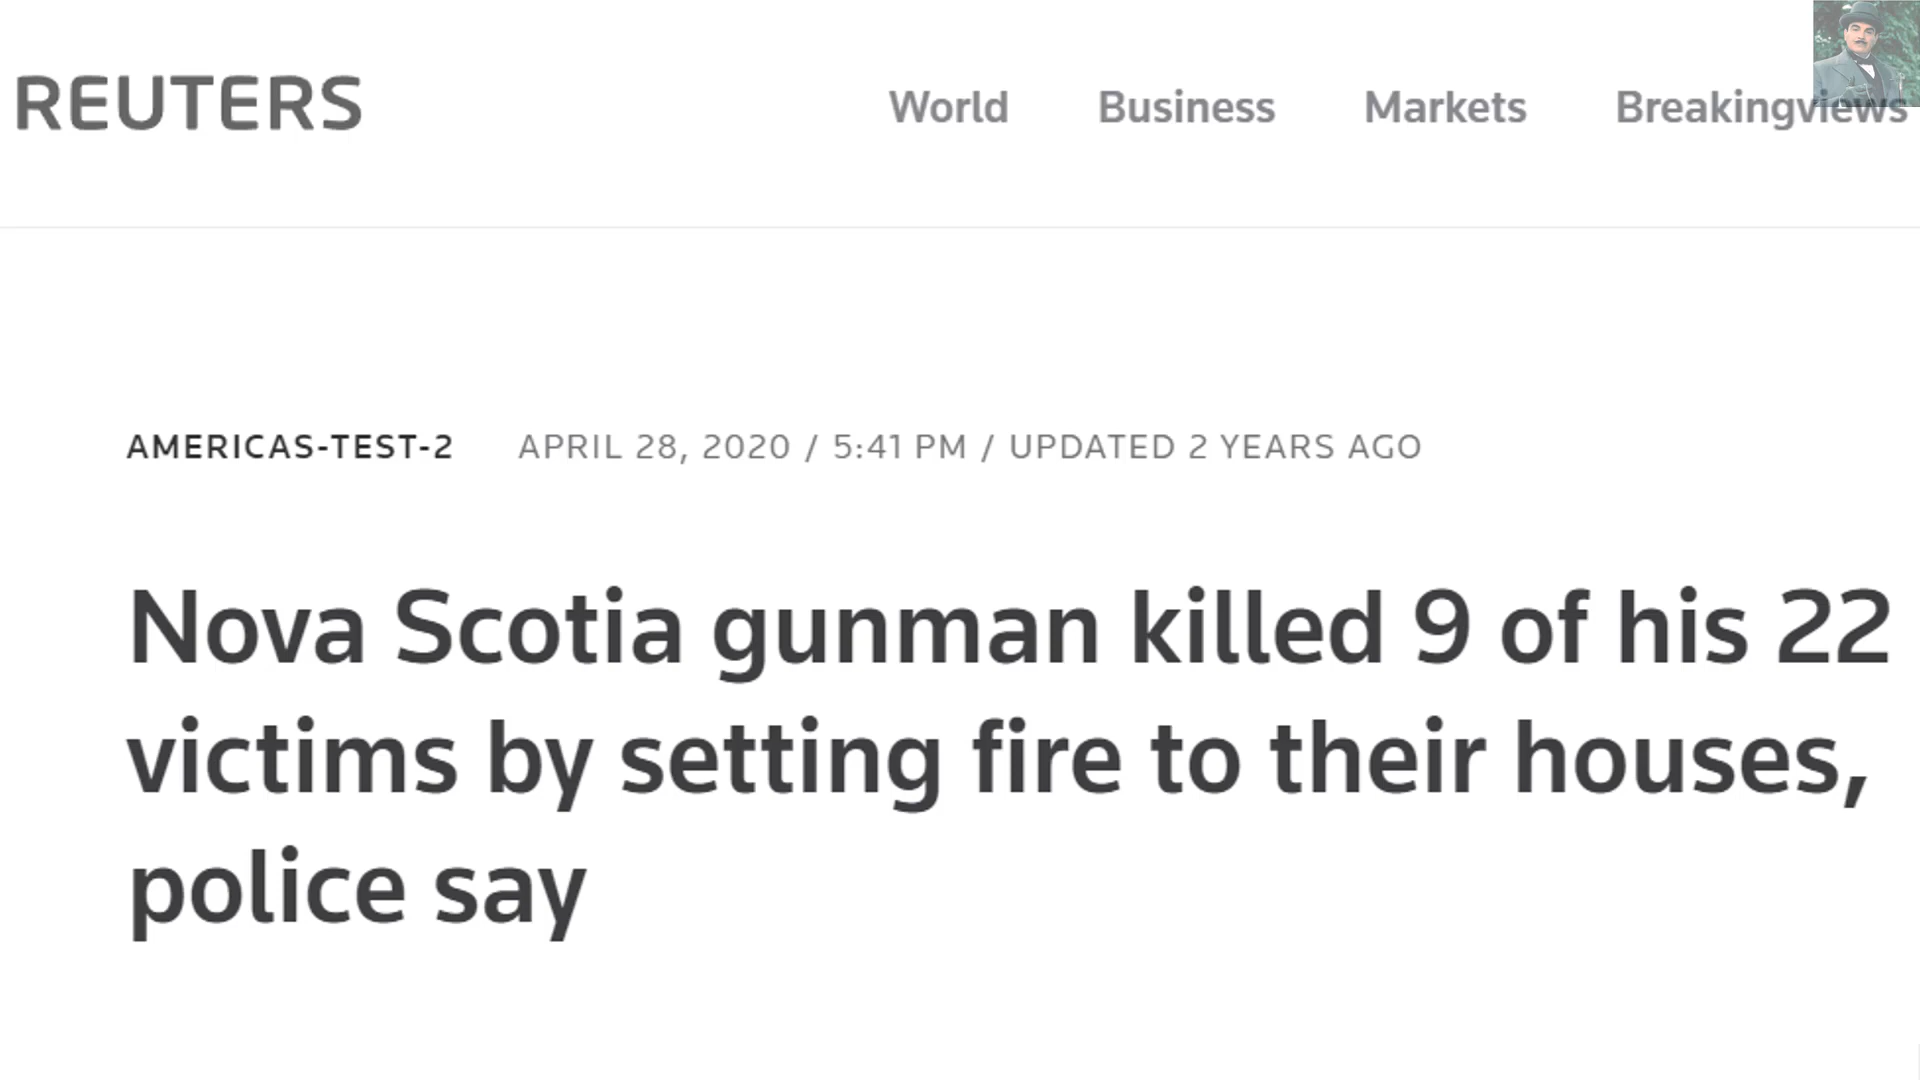 REUTERS
World Business Markets Breakingviews
AMERICAS-TEST-2 APRIL 28, 2020 / 5:41 PM / UPDATED 2 YEARS AGO
Nova Scotia gunman killed 9 of his 22
victims by setting fire to their houses,
police say